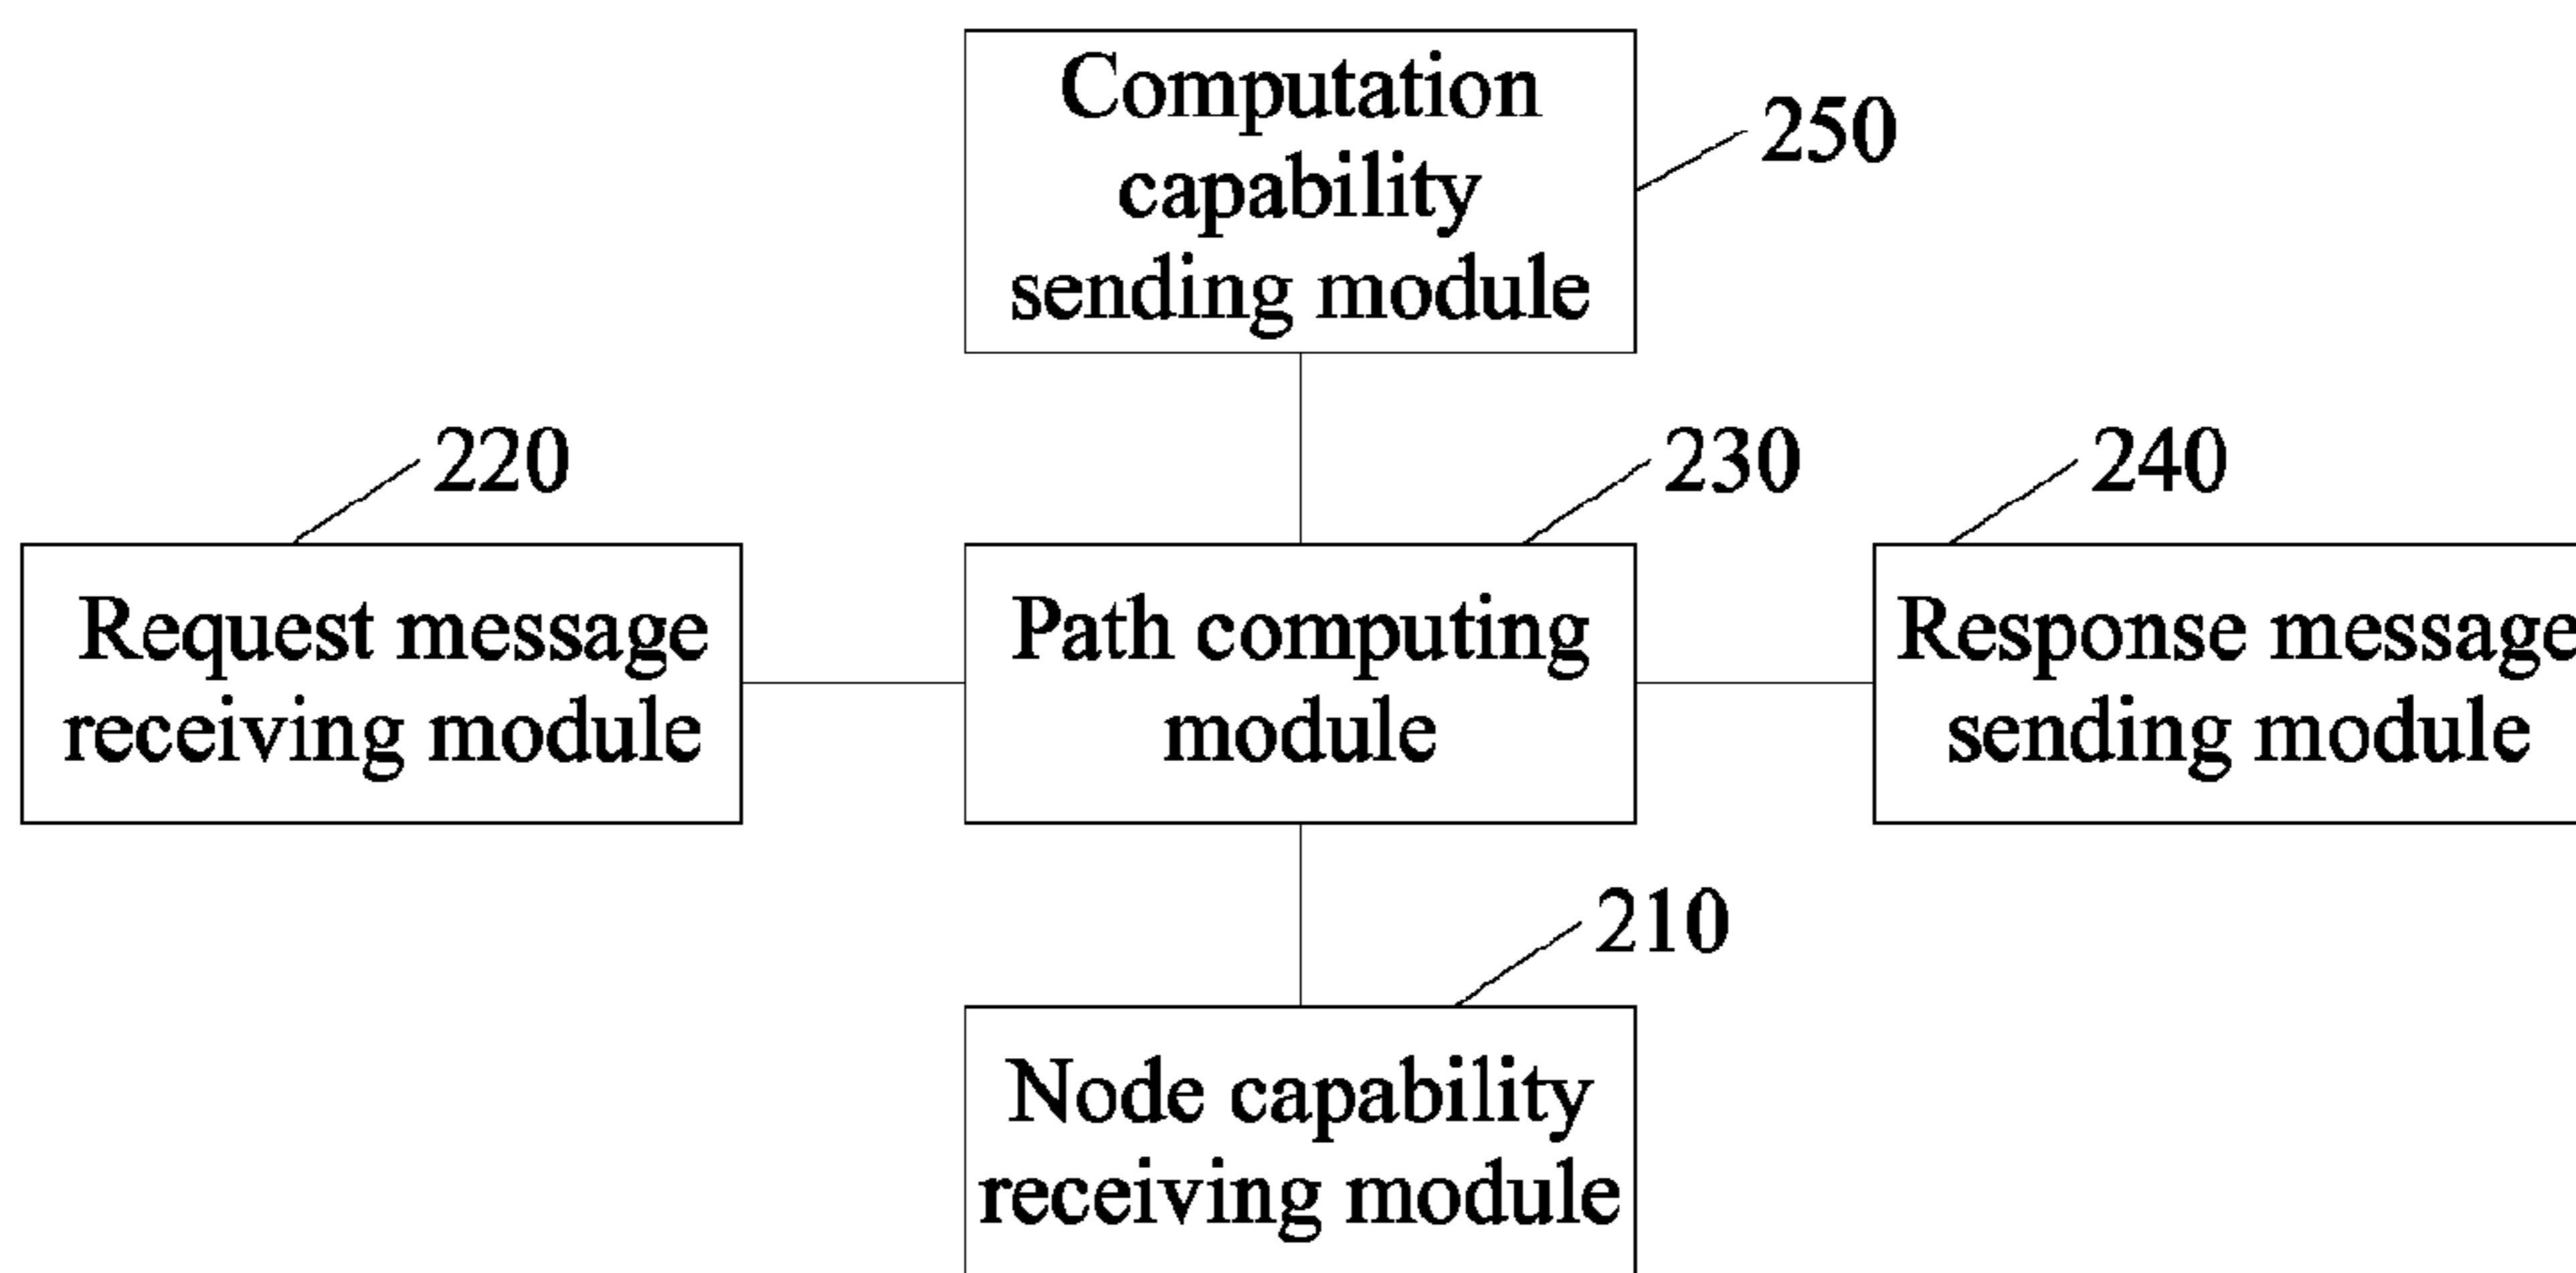 Computation
capability
sending module
250
220
230
240
Request message
receiving module
Path computing
module
Response message
sending module
210
Node capability
receiving module